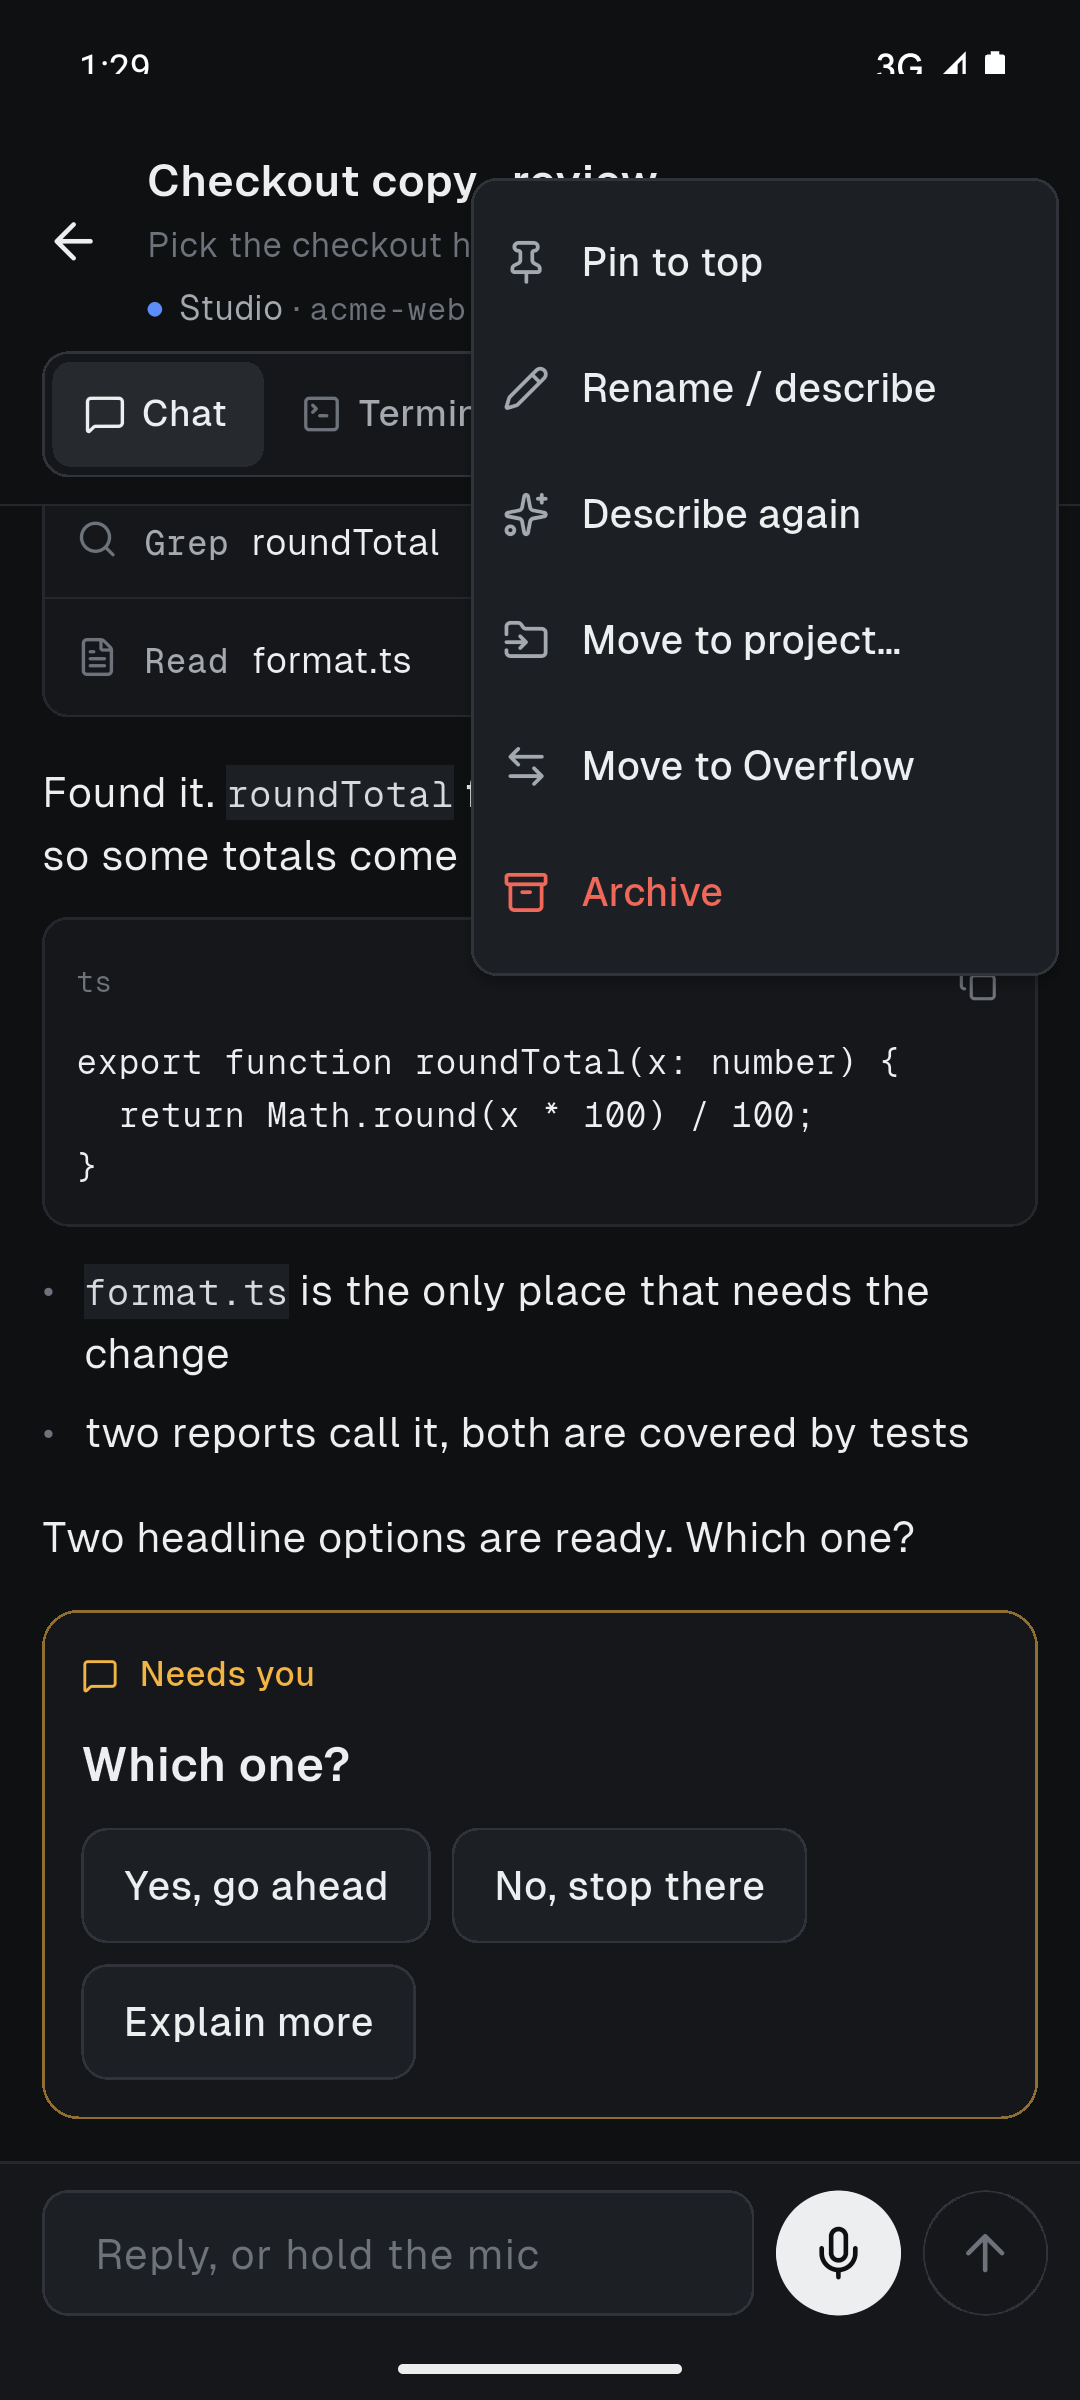 1:29
3G
Checkout copy review
Pick the checkout h
Studio · acme-web
Chat
Termin
Pin to top
Rename / describe
Describe again
Move to project...
Move to Overflow
Archive
Grep roundTotal
Read format.ts
Found it. roundTotal
so some totals come
ts
export function roundTotal(x: number) {
  return Math.round(x * 100) / 100;
}
• format.ts is the only place that needs the
change
• two reports call it, both are covered by tests
Two headline options are ready. Which one?
Needs you
Which one?
Yes, go ahead
No, stop there
Explain more
Reply, or hold the mic